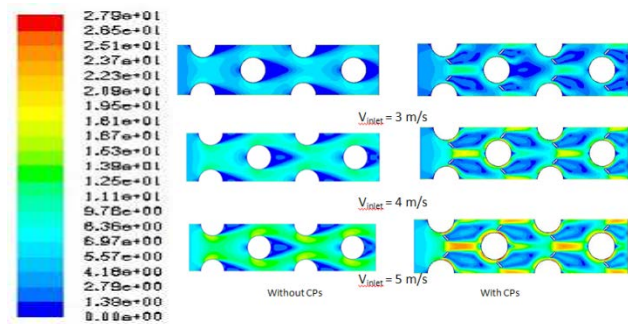 2.79e+01
2.65e+01
2.51e+01
2.37e+01
2.23e+01
2.09e+01
1.95e+01
1.81e+01
1.67e+01
1.53e+01
1.39e+01
1.25e+01
1.11e+01
9.76e+00
8.36e+00
6.97e+00
5.57e+00
4.18e+00
2.79e+00
1.39e+00
0.00e+00
V inlet = 3 m/s
V inlet = 4 m/s
V inlet = 5 m/s
Without CPs
With CPs